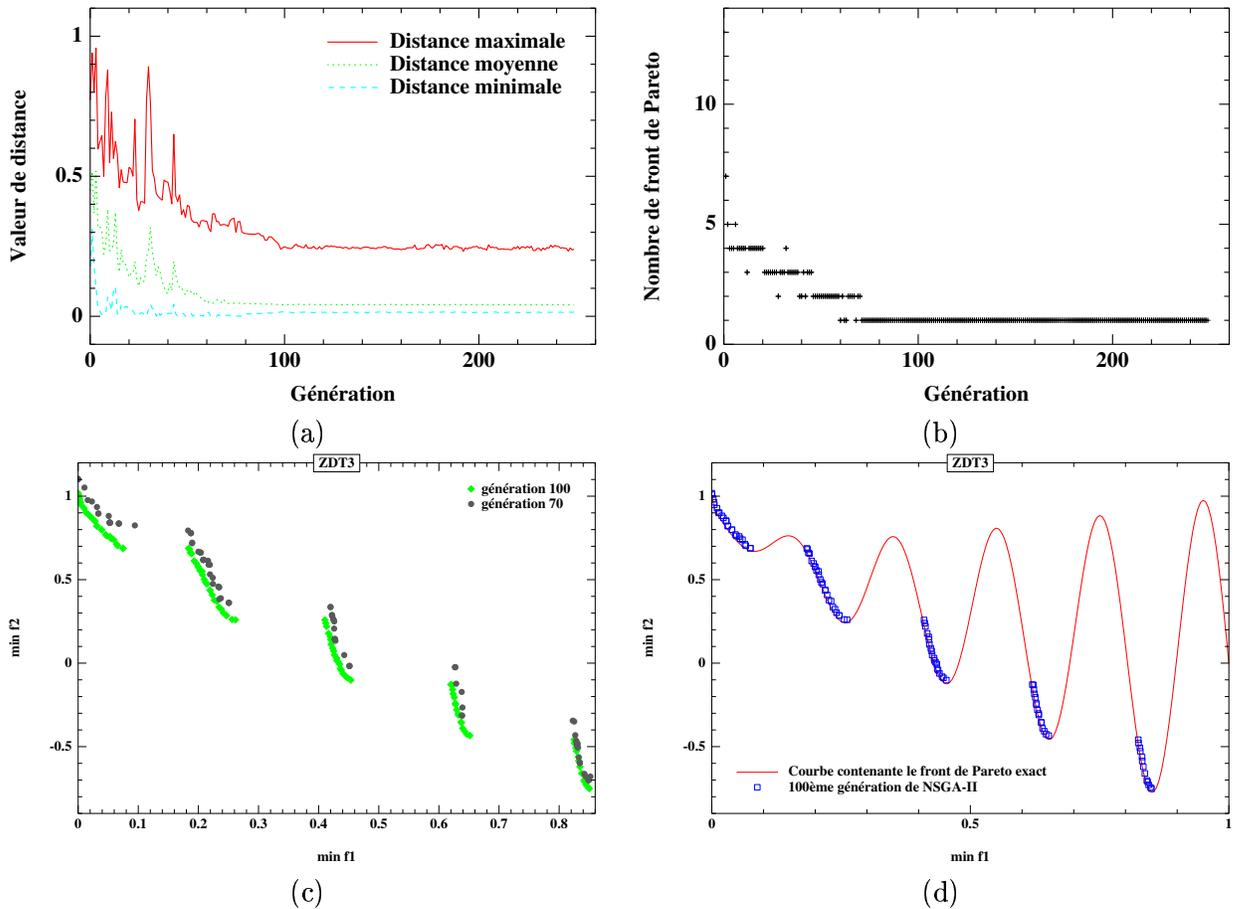 Valeur de distance
1
0.5
0
0
100
200
Génération
Distance maximale
Distance moyenne
Distance minimale
(a)
Nombre de front de Pareto
10
5
0
0
100
200
Génération
(b)
ZDT3
min f2
1
0.5
0
-0.5
0
0.1
0.2
0.3
0.4
0.5
0.6
0.7
0.8
min f1
génération 100
génération 70
(c)
ZDT3
min f2
1
0.5
0
-0.5
0
0.5
1
min f1
Courbe contenante le front de Pareto exact
100ème génération de NSGA-II
(d)